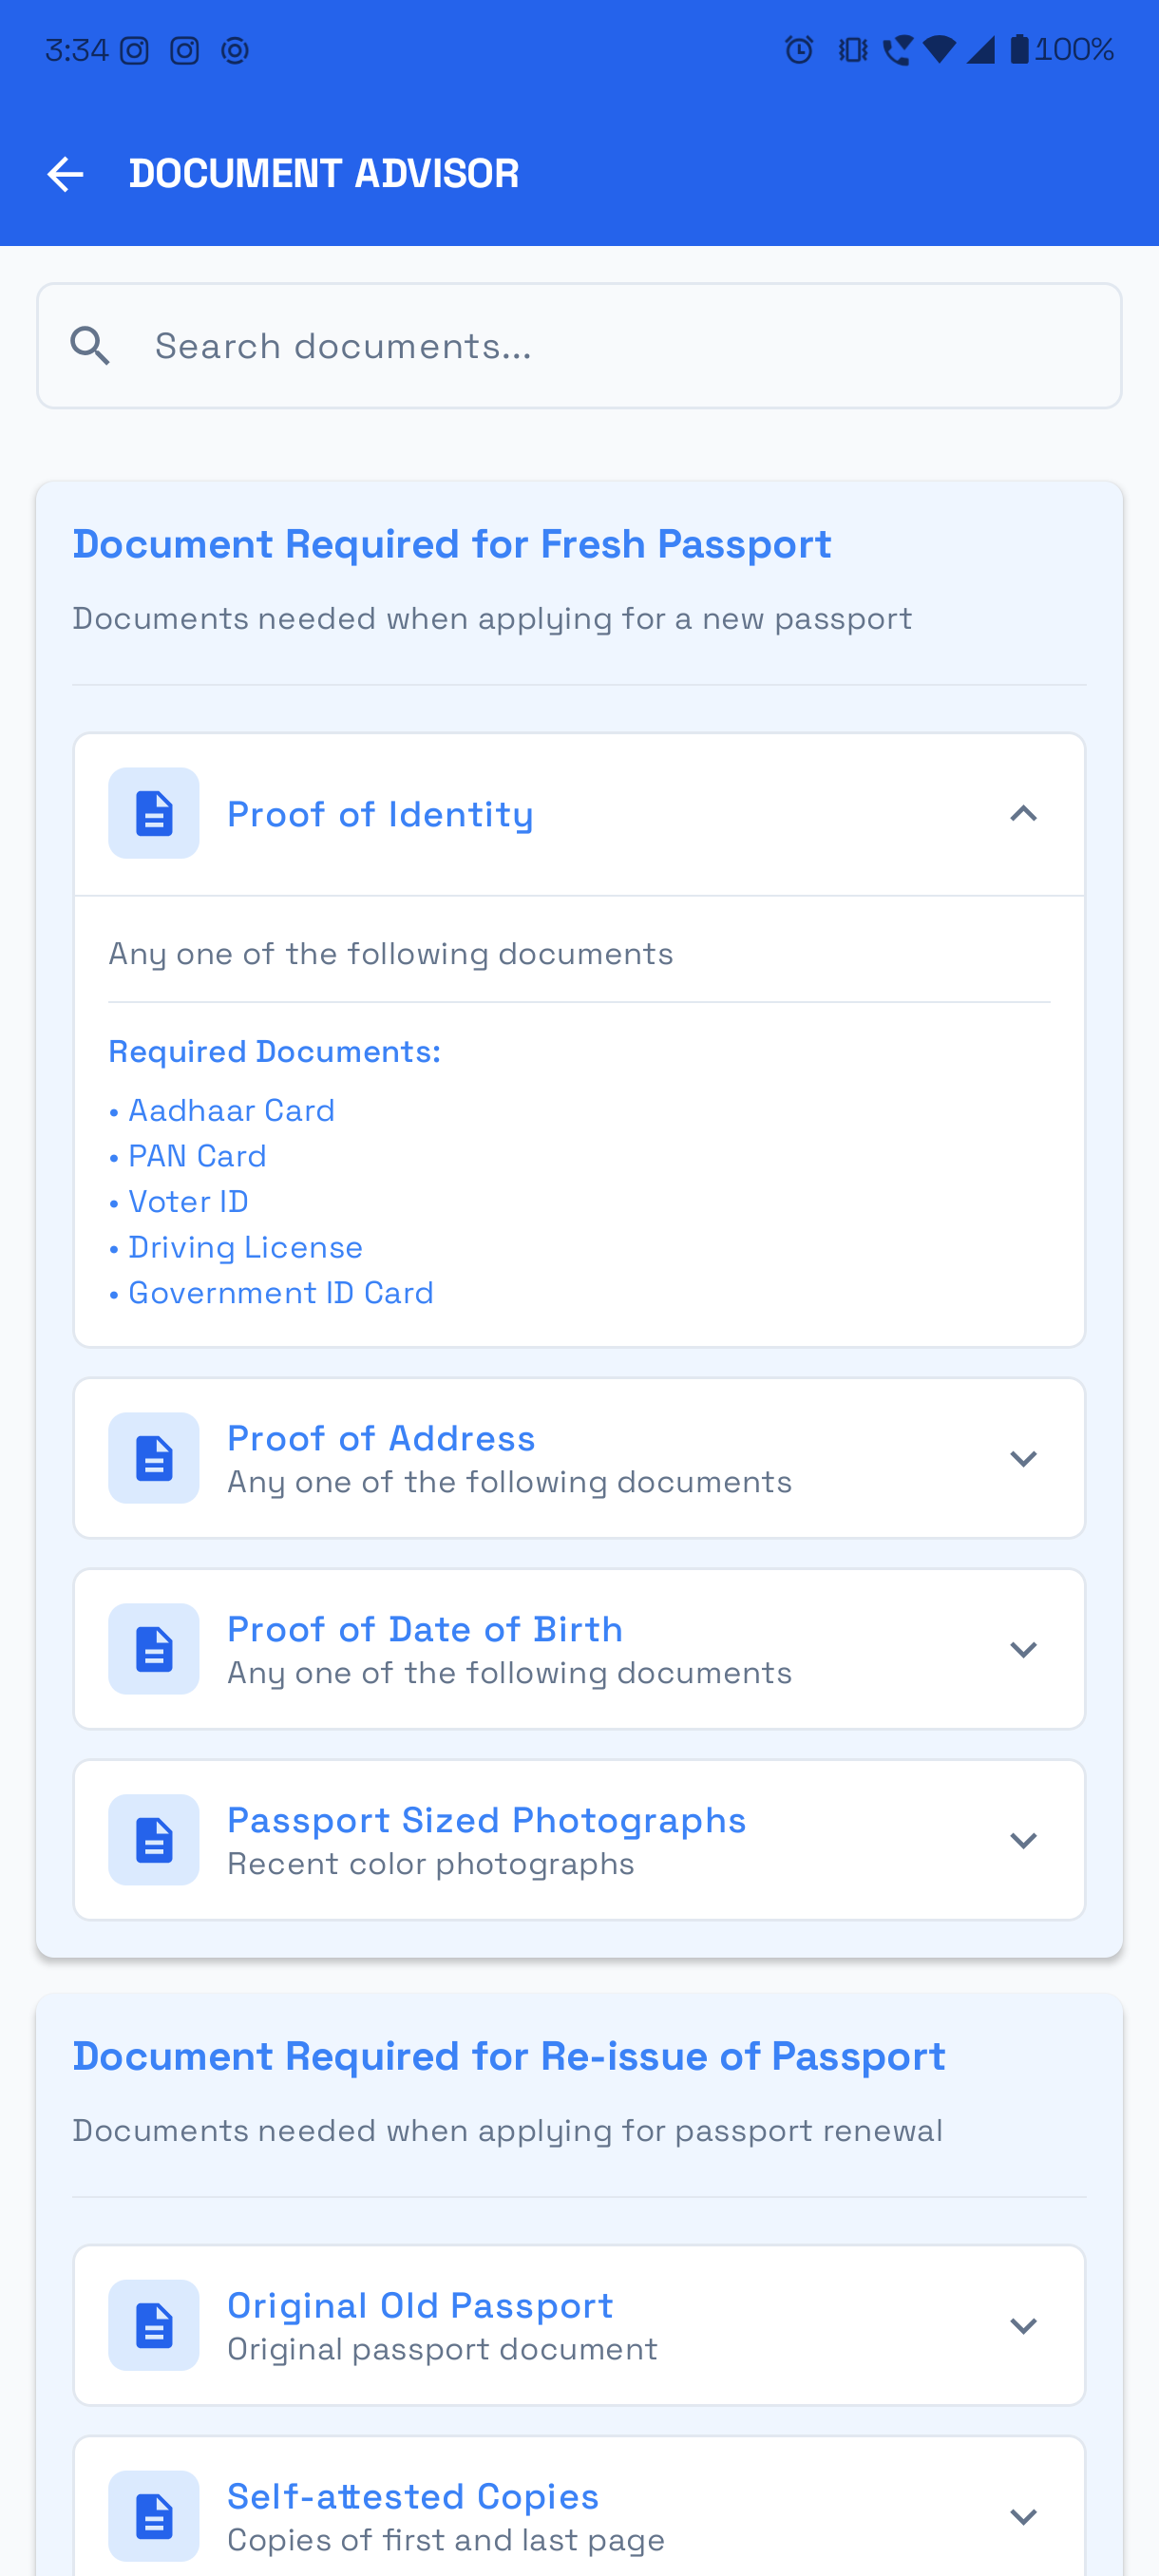 3:34
100%
DOCUMENT ADVISOR
Search documents...
Document Required for Fresh Passport
Documents needed when applying for a new passport
Proof of Identity
Any one of the following documents
Required Documents:
• Aadhaar Card
• PAN Card
• Voter ID
• Driving License
• Government ID Card
Proof of Address
Any one of the following documents
Proof of Date of Birth
Any one of the following documents
Passport Sized Photographs
Recent color photographs
Document Required for Re-issue of Passport
Documents needed when applying for passport renewal
Original Old Passport
Original passport document
Self-attested Copies
Copies of first and last page